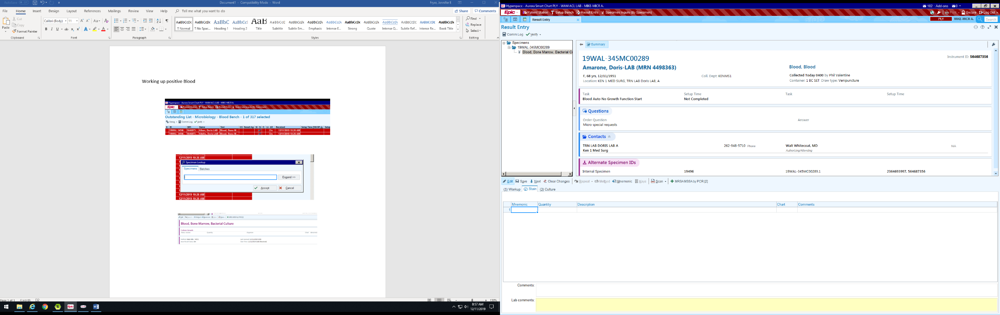 AutoSave Off Document1 - Compatibility Mode - Word Fryer, Jennifer E
File Home Insert Design Layout References Mailings Review View Help Tell me what you want to do Share Comments
Paste
Cut
Copy
Format Painter
Calibri (Body) 11
AaBbCcDc AaBbCcDc AaBbC AaBbCcI AaB AaBbCcC AaBbCcDi AaBbCcDi AaBbCcDi AaBbCcDc AaBbCcDi AaBbCcDi AABBCCDC AABBCCDC AaBbCcDt
¶ Normal ¶ No Spac... Heading 1 Heading 2 Title Subtitle Subtle Em... Emphasis Intense E... Strong Quote Intense Q... Subtle Ref... Intense Re... Book Title
Find
Replace
Select
Clipboard Font Paragraph Styles Editing
Working up positive Blood
Hyperspace - Aurora Smart Chart PLY - WAM ACL LAB - MIKE-MICR A.
Epic Patient Station Setup Bench Result Entry Specimen Inquiry (By Specimen)
Outstanding List - Microbiology - Blood Bench - 1 of 317 selected
Views Comm Log Verify
H ID MPI Name Test GS Result Ag St O Li AR Received Setup Time Setup
19WAL-345M... 5646873... Alban, Doris LAB Blood, Bone M... On 12/11/2019 10:26 AM
19WAL-345M... 5646873... Albillo, Doris LAB Blood, Bone M... On 12/11/2019 10:26 AM
12/11/2019 10:26 AM
Specimen Lookup
Specimens Batches
Expand >>
Accept Cancel
12/11/2019 10:26 AM
12/11/2019 10:26 AM
Blood, Bone Marrow, Bacterial Culture
Culture Growth
Page 1 of 1 4 words 130%
8:57 AM
12/11/2019
Hyperspace - Aurora Smart Chart PLY - WAM ACL LAB - MIKE-MICR A. 102 : Add-ons 0
Epic Patient Station Setup Bench Result Entry Specimen Inquiry (By Specimen) Print Secure Log Out
Result Entry PLY MIKE-MICR A. Search
Result Entry
Comm Log Verify
Specimens
19WAL-345MC00289
Blood, Bone Marrow, Bacterial C
Summary
19WAL-345MC00289 Instrument ID: 564687356
Amarone, Doris-LAB (MRN 4498363) Blood, Blood
F, 68 yrs, 12/11/1951 Coll. Dept: KENMS1 Collected Today 0400 by Phil Valentine
Location: KEN 1 MED SURG, TRN LAB Doris LAB, A Container: 1 BC SET Draw type: Venipuncture
Task Setup Time Task Setup Time
Blood Auto No Growth Function Start Not Completed
Questions
Order Question Answer
Micro special requests
Contacts
TRN LAB DORIS LAB A 262-948-5710 Phone Walt Whitecoat, MD N/A
Ken 1 Med Surg Authorizing/Attending
Alternate Specimen IDs
Internal Specimen 19496 19WAL-345MC00289.1 2364693997, 564687356
Edit Save Next Clear Changes Repeat Method Mnemonic Keys Scan MRSA MSSA by PCR [2]
(1) Workup (2) Stain (3) Culture
Mnemonic Quantity Description Chart Comments
1
Comments:
Lab comments: